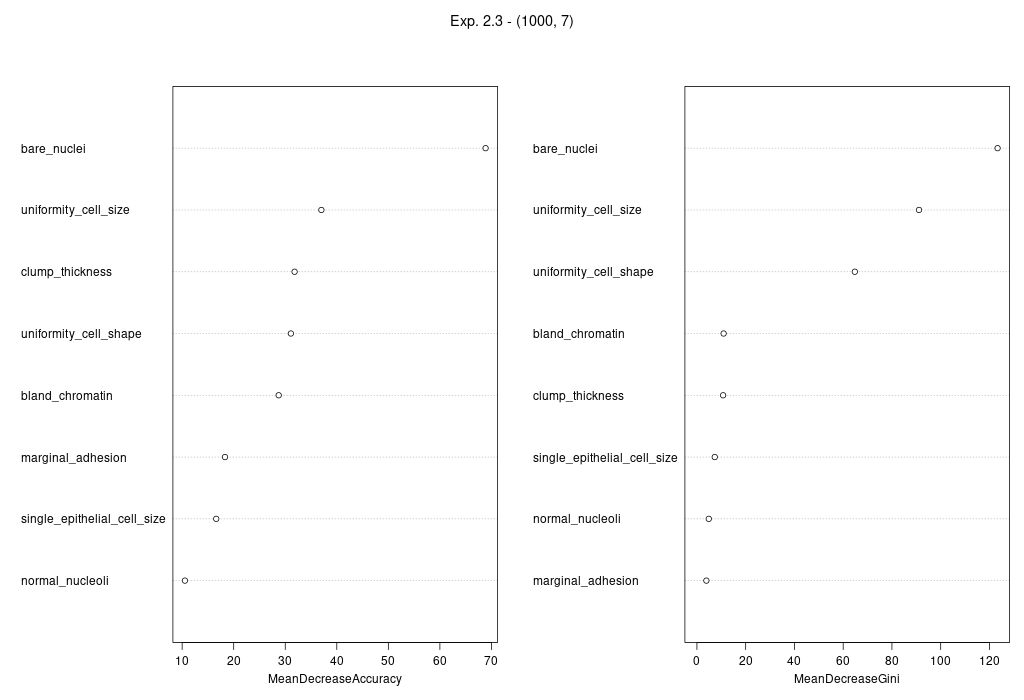 Exp. 2.3 - (1000, 7)
bare_nuclei
uniformity_cell_size
clump_thickness
uniformity_cell_shape
bland_chromatin
marginal_adhesion
single_epithelial_cell_size
normal_nucleoli
10 20 30 40 50 60 70
MeanDecreaseAccuracy
bare_nuclei
uniformity_cell_size
uniformity_cell_shape
bland_chromatin
clump_thickness
single_epithelial_cell_size
normal_nucleoli
marginal_adhesion
0 20 40 60 80 100 120
MeanDecreaseGini